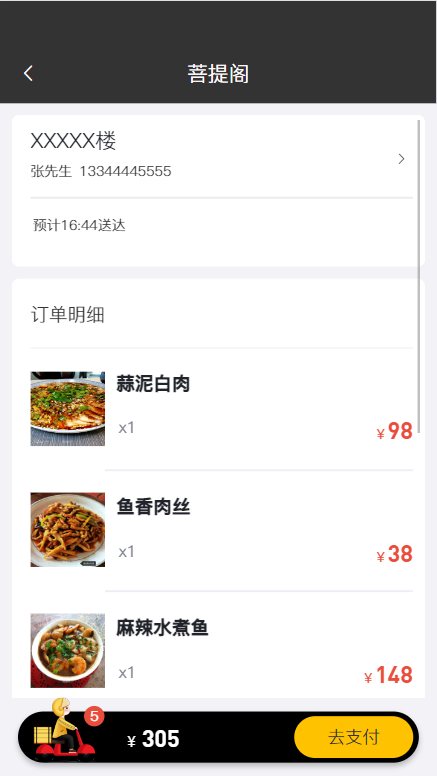 菩提阁
XXXXX楼
张先生 13344445555
预计16:44送达
订单明细
蒜泥白肉
x1
¥98
鱼香肉丝
x1
¥38
麻辣水煮鱼
x1
¥148
5
¥ 305
去支付